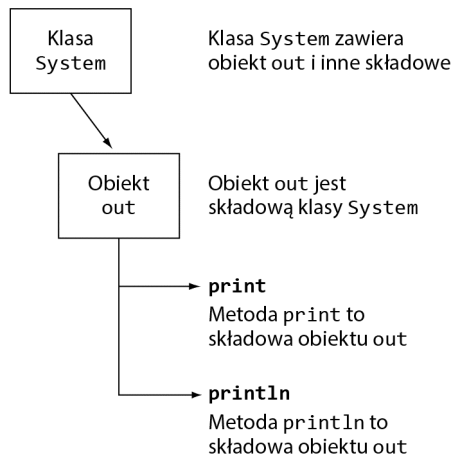 Klasa
System
Klasa System zawiera
obiekt out i inne składowe
Obiekt
out
Obiekt out jest
składową klasy System
print
Metoda print to
składowa obiektu out
println
Metoda println to
składowa obiektu out